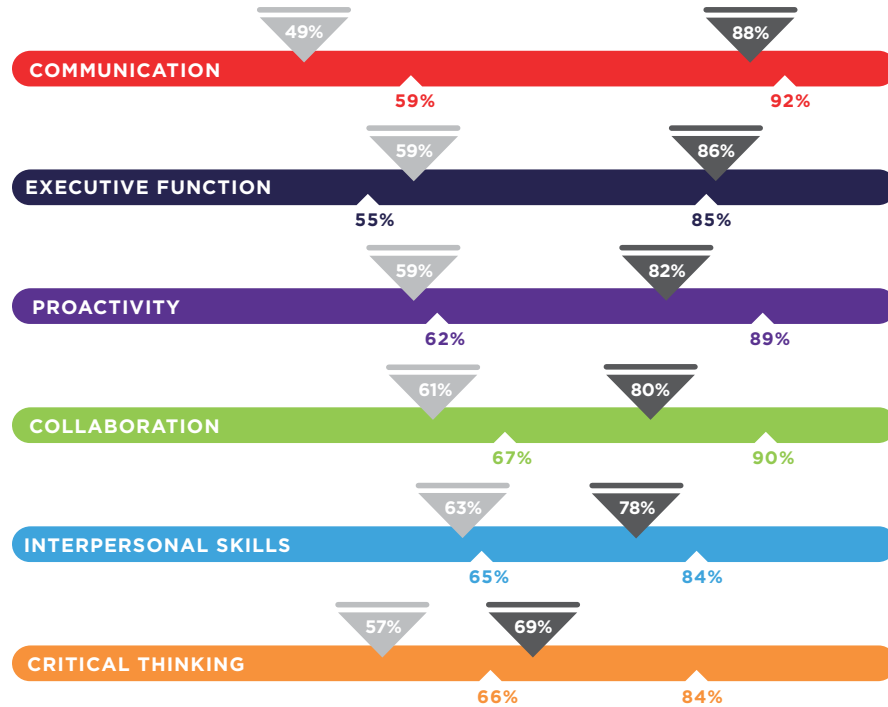 49% 88%
COMMUNICATION
59% 92%
59% 86%
EXECUTIVE FUNCTION
55% 85%
59% 82%
PROACTIVITY
62% 89%
61% 80%
COLLABORATION
67% 90%
63% 78%
INTERPERSONAL SKILLS
65% 84%
57% 69%
CRITICAL THINKING
66% 84%